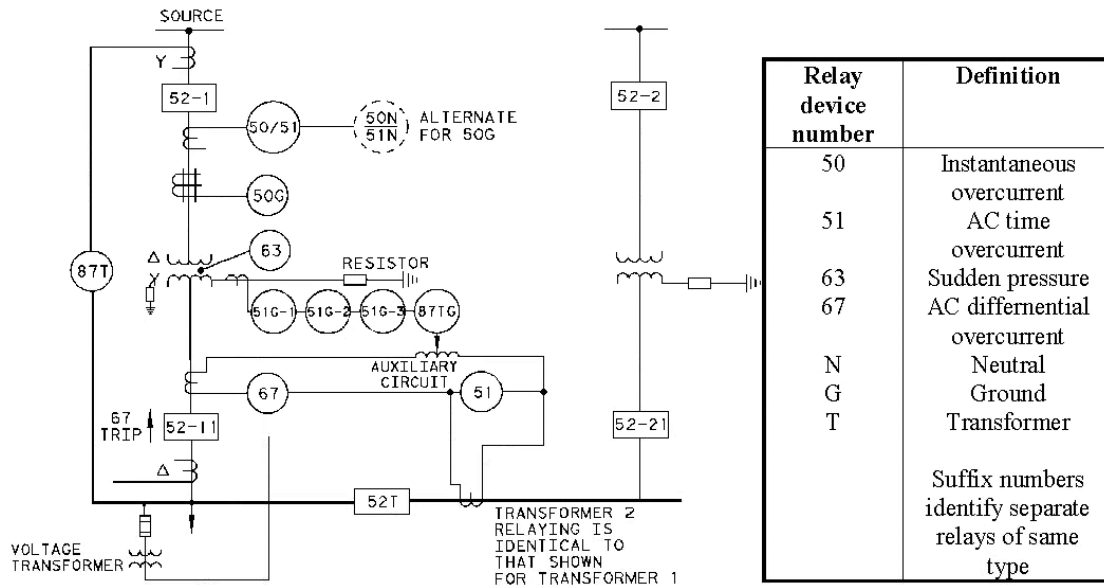 SOURCE
Y
52-1
50/51
50N
51N
ALTERNATE
FOR 50G
50G
63
Δ
Y
87T
RESISTOR
51G-1
51G-2
51G-3
87TG
AUXILIARY
CIRCUIT
67
51
67
TRIP
52-11
Δ
52T
VOLTAGE
TRANSFORMER
TRANSFORMER 2
RELAYING IS
IDENTICAL TO
THAT SHOWN
FOR TRANSFORMER 1
52-2
52-21
Relay device number Definition
50 Instantaneous overcurrent
51 AC time overcurrent
63 Sudden pressure
67 AC differnential overcurrent
N Neutral
G Ground
T Transformer
Suffix numbers
identify separate
relays of same
type